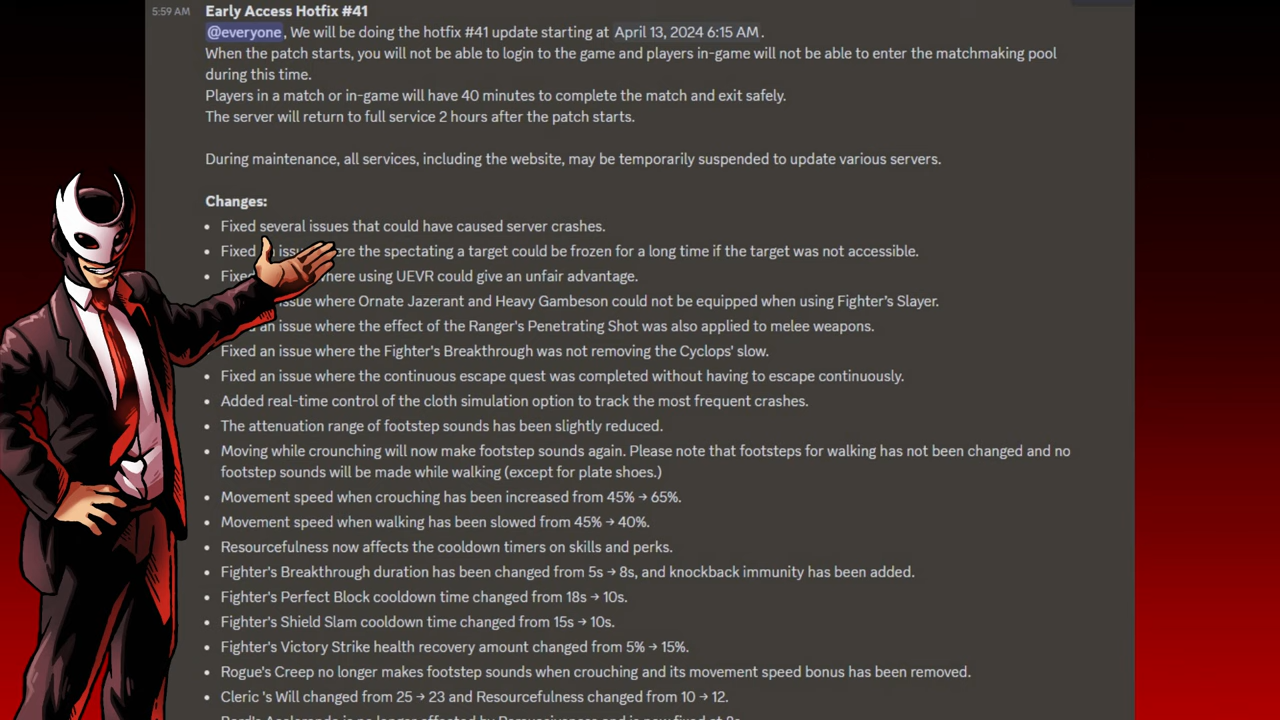 5:59 AM Early Access Hotfix #41
@everyone, We will be doing the hotfix #41 update starting at April 13, 2024 6:15 AM.
When the patch starts, you will not be able to login to the game and players in-game will not be able to enter the matchmaking pool
during this time.
Players in a match or in-game will have 40 minutes to complete the match and exit safely.
The server will return to full service 2 hours after the patch starts.
During maintenance, all services, including the website, may be temporarily suspended to update various servers.
Changes:
• Fixed several issues that could have caused server crashes.
• Fixed the spectating a target could be frozen for a long time if the target was not accessible.
• where using UEVR could give an unfair advantage.
issue where Ornate Jazerant and Heavy Gambeson could not be equipped when using Fighter's Slayer.
an issue where the effect of the Ranger's Penetrating Shot was also applied to melee weapons.
Fixed an issue where the Fighter's Breakthrough was not removing the Cyclops' slow.
• Fixed an issue where the continuous escape quest was completed without having to escape continuously.
• Added real-time control of the cloth simulation option to track the most frequent crashes.
• The attenuation range of footstep sounds has been slightly reduced.
• Moving while crounching will now make footstep sounds again. Please note that footsteps for walking has not been changed and no
footstep sounds will be made while walking (except for plate shoes.)
• Movement speed when crouching has been increased from 45% → 65%.
• Movement speed when walking has been slowed from 45% → 40%.
• Resourcefulness now affects the cooldown timers on skills and perks.
• Fighter's Breakthrough duration has been changed from 5s → 8s, and knockback immunity has been added.
• Fighter's Perfect Block cooldown time changed from 18s → 10s.
• Fighter's Shield Slam cooldown time changed from 15s → 10s.
• Fighter's Victory Strike health recovery amount changed from 5% → 15%.
• Rogue's Creep no longer makes footstep sounds when crouching and its movement speed bonus has been removed.
• Cleric 's Will changed from 25 → 23 and Resourcefulness changed from 10 → 12.